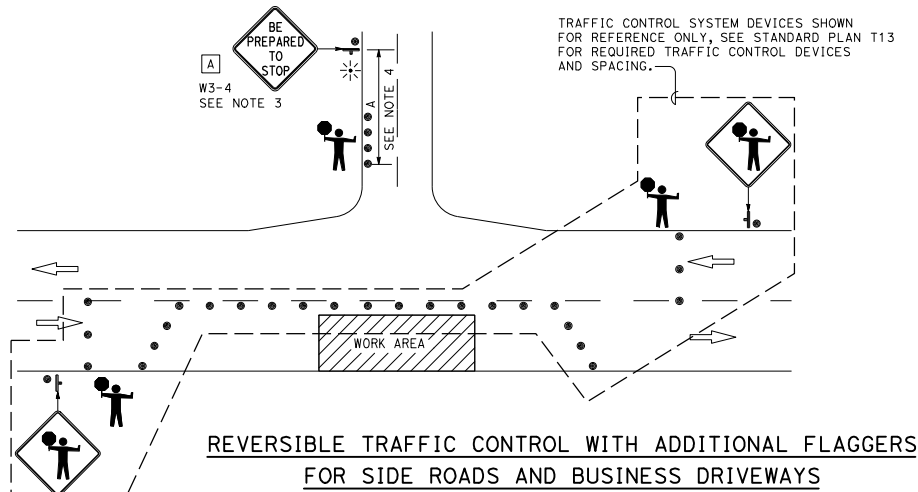 BE
PREPARED
TO
STOP
A
W3-4
SEE NOTE 3
A
SEE NOTE 4
TRAFFIC CONTROL SYSTEM DEVICES SHOWN
FOR REFERENCE ONLY, SEE STANDARD PLAN T13
FOR REQUIRED TRAFFIC CONTROL DEVICES
AND SPACING.
WORK AREA
REVERSIBLE TRAFFIC CONTROL WITH ADDITIONAL FLAGGERS
FOR SIDE ROADS AND BUSINESS DRIVEWAYS